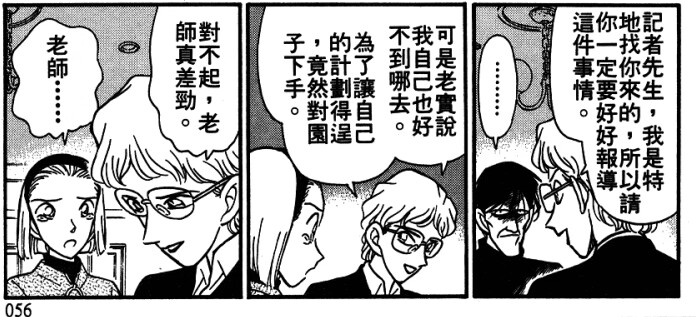 記者先生，我是特
地找你來的，所以請
你一定要好好報導
這件事情。
………
可是老實說
我自己也好
不到哪去。
為了讓自己
的計劃得逞
，竟然對園
子下手。
對不起，老
師真差勁。
老師……
056